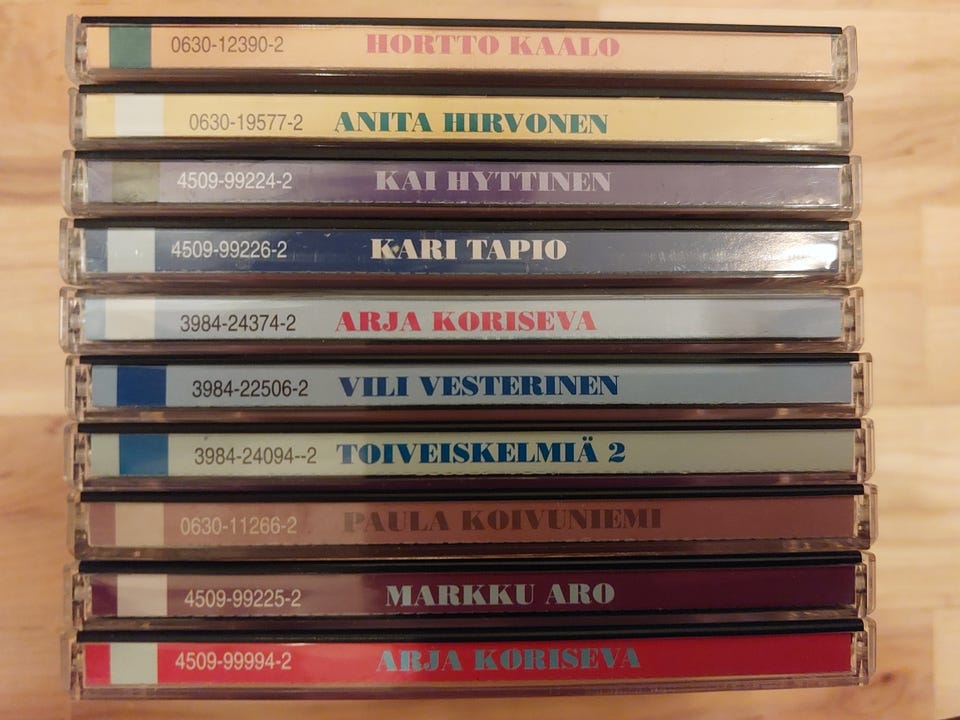 0630-12390-2 HORTTO KAALO
0630-19577-2 ANITA HIRVONEN
4509-99224-2 KAI HYTTINEN
4509-99226-2 KARI TAPIO
3984-24374-2 ARJA KORISEVA
3984-22506-2 VILI VESTERINEN
3984-24094--2 TOIVEISKELMIÄ 2
0630-11266-2 PAULA KOIVUNIEMI
4509-99225-2 MARKKU ARO
4509-99994-2 ARJA KORISEVA